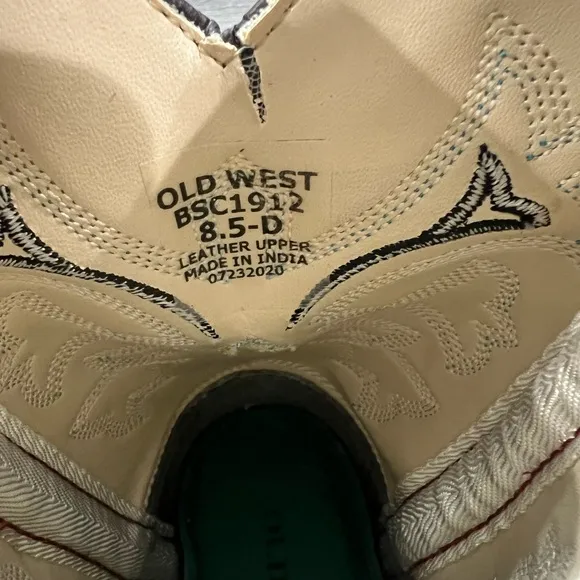 OLD WEST
BSC1912
8.5-D
LEATHER UPPER
MADE IN INDIA
07232020